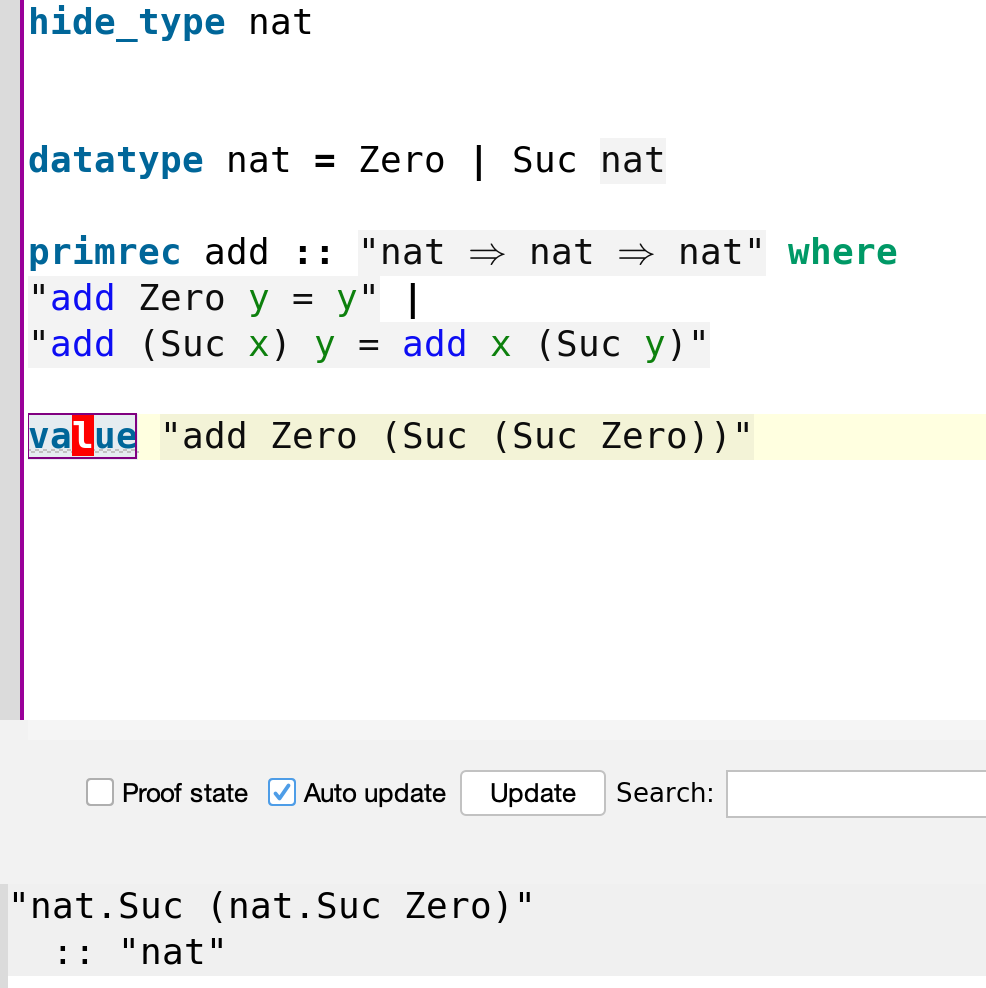 hide_type nat
datatype nat = Zero | Suc nat
primrec add :: "nat ⇒ nat ⇒ nat" where
"add Zero y = y" |
"add (Suc x) y = add x (Suc y)"
value "add Zero (Suc (Suc Zero))"
Proof state Auto update Update Search:
"nat.Suc (nat.Suc Zero)"
:: "nat"